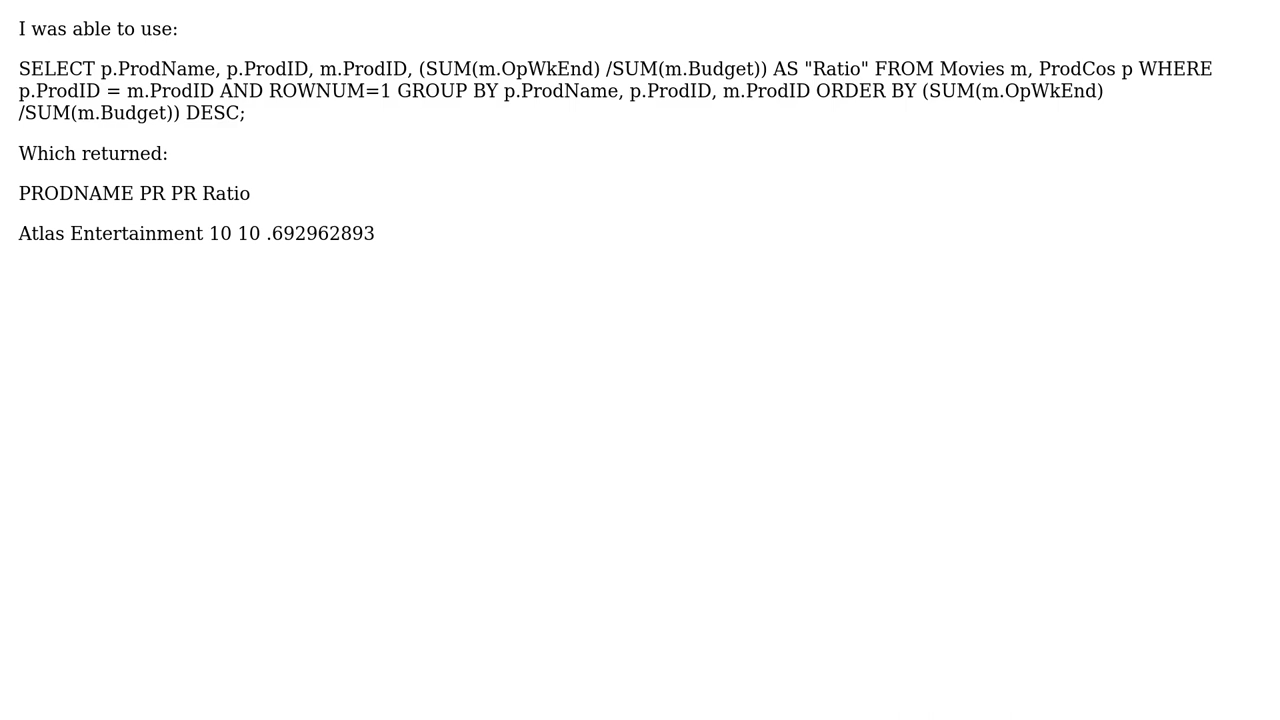 I was able to use:
SELECT p.ProdName, p.ProdID, m.ProdID, (SUM(m.OpWkEnd) /SUM(m.Budget)) AS "Ratio" FROM Movies m, ProdCos p WHERE
p.ProdID = m.ProdID AND ROWNUM=1 GROUP BY p.ProdName, p.ProdID, m.ProdID ORDER BY (SUM(m.OpWkEnd)
/SUM(m.Budget)) DESC;
Which returned:
PRODNAME PR PR Ratio
Atlas Entertainment 10 10 .692962893